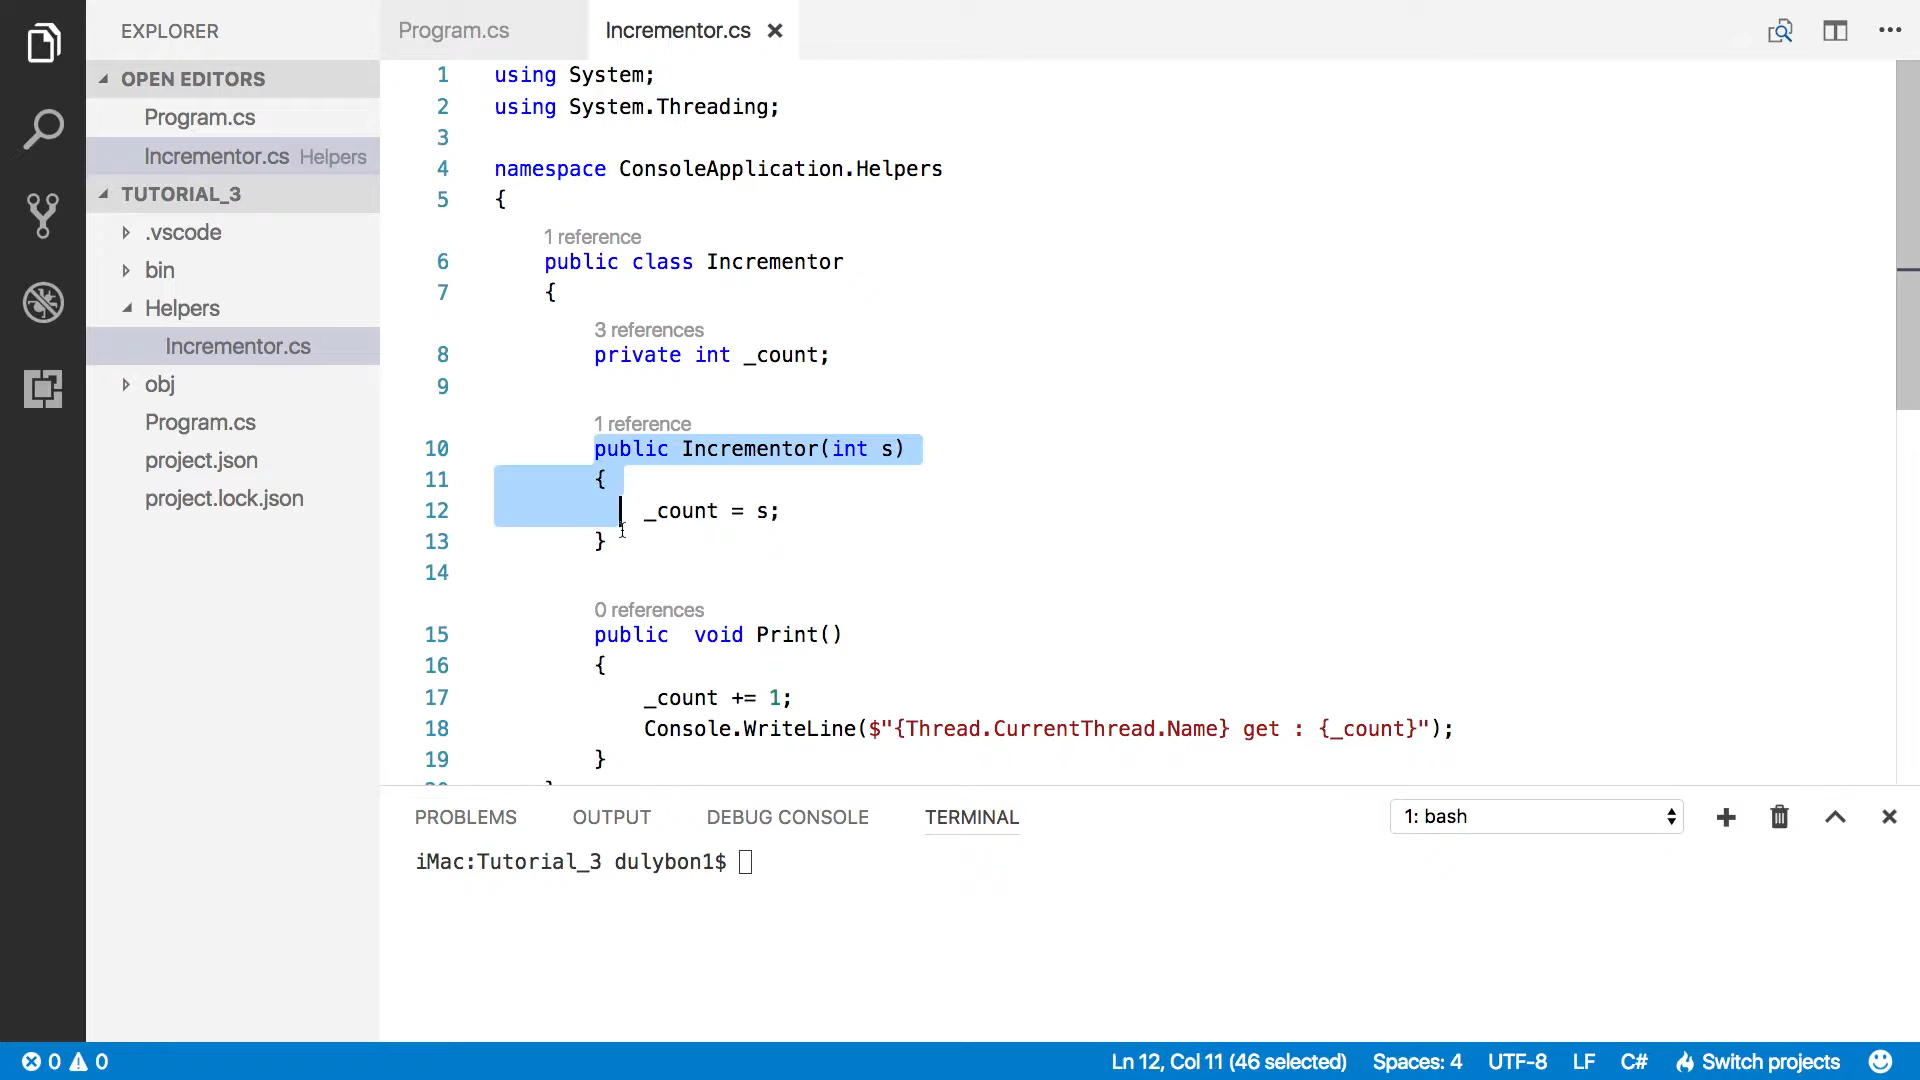 EXPLORER
OPEN EDITORS
Program.cs
Incrementor.cs Helpers
TUTORIAL_3
.vscode
bin
Helpers
Incrementor.cs
obj
Program.cs
project.json
project.lock.json
Program.cs Incrementor.cs
1 using System;
2 using System.Threading;
3
4 namespace ConsoleApplication.Helpers
5 {
1 reference
6 public class Incrementor
7 {
3 references
8 private int _count;
9
1 reference
10 public Incrementor(int s)
11 {
12 _count = s;
13 }
14
0 references
15 public  void Print()
16 {
17 _count += 1;
18 Console.WriteLine($"{Thread.CurrentThread.Name} get : {_count}");
19 }
PROBLEMS OUTPUT DEBUG CONSOLE TERMINAL 1: bash
iMac:Tutorial_3 dulybon1$
0 0 Ln 12, Col 11 (46 selected) Spaces: 4 UTF-8 LF C# Switch projects